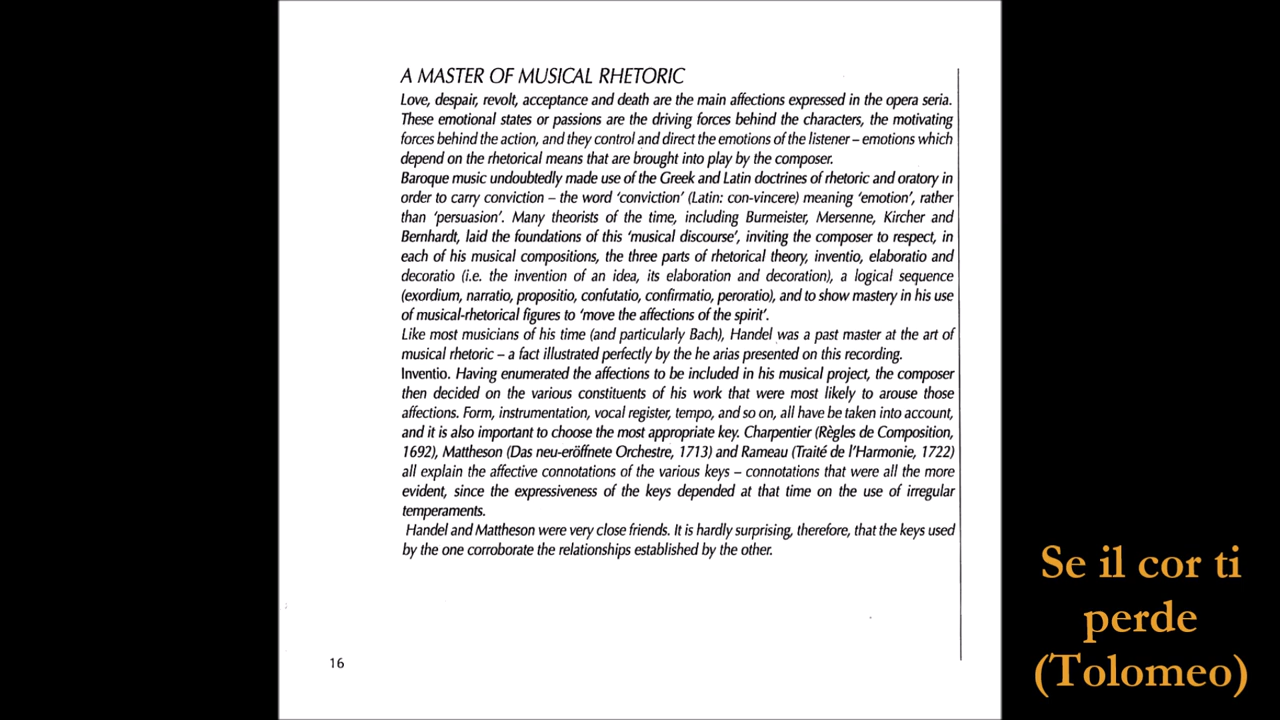 A MASTER OF MUSICAL RHETORIC
Love, despair, revolt, acceptance and death are the main affections expressed in the opera seria.
These emotional states or passions are the driving forces behind the characters, the motivating
forces behind the action, and they control and direct the emotions of the listener – emotions which
depend on the rhetorical means that are brought into play by the composer.
Baroque music undoubtedly made use of the Greek and Latin doctrines of rhetoric and oratory in
order to carry conviction – the word ‘conviction’ (Latin: con-vincere) meaning ‘emotion’, rather
than ‘persuasion’. Many theorists of the time, including Burmeister, Mersenne, Kircher and
Bernhardt, laid the foundations of this ‘musical discourse’, inviting the composer to respect, in
each of his musical compositions, the three parts of rhetorical theory, inventio, elaboratio and
decoratio (i.e. the invention of an idea, its elaboration and decoration), a logical sequence
(exordium, narratio, propositio, confutatio, confirmatio, peroratio), and to show mastery in his use
of musical-rhetorical figures to ‘move the affections of the spirit’.
Like most musicians of his time (and particularly Bach), Handel was a past master at the art of
musical rhetoric – a fact illustrated perfectly by the he arias presented on this recording.
Inventio. Having enumerated the affections to be included in his musical project, the composer
then decided on the various constituents of his work that were most likely to arouse those
affections. Form, instrumentation, vocal register, tempo, and so on, all have be taken into account,
and it is also important to choose the most appropriate key. Charpentier (Règles de Composition,
1692), Mattheson (Das neu-eröffnete Orchestre, 1713) and Rameau (Traité de l’Harmonie, 1722)
all explain the affective connotations of the various keys – connotations that were all the more
evident, since the expressiveness of the keys depended at that time on the use of irregular
temperaments.
Handel and Mattheson were very close friends. It is hardly surprising, therefore, that the keys used
by the one corroborate the relationships established by the other.
16
Se il cor ti
perde
(Tolomeo)